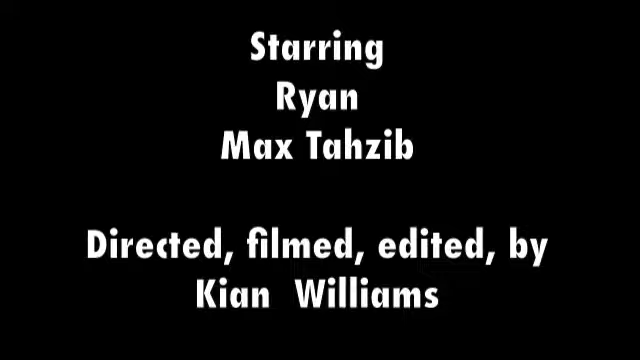 Starring
Ryan
Max Tahzib
Directed, filmed, edited, by
Kian Williams